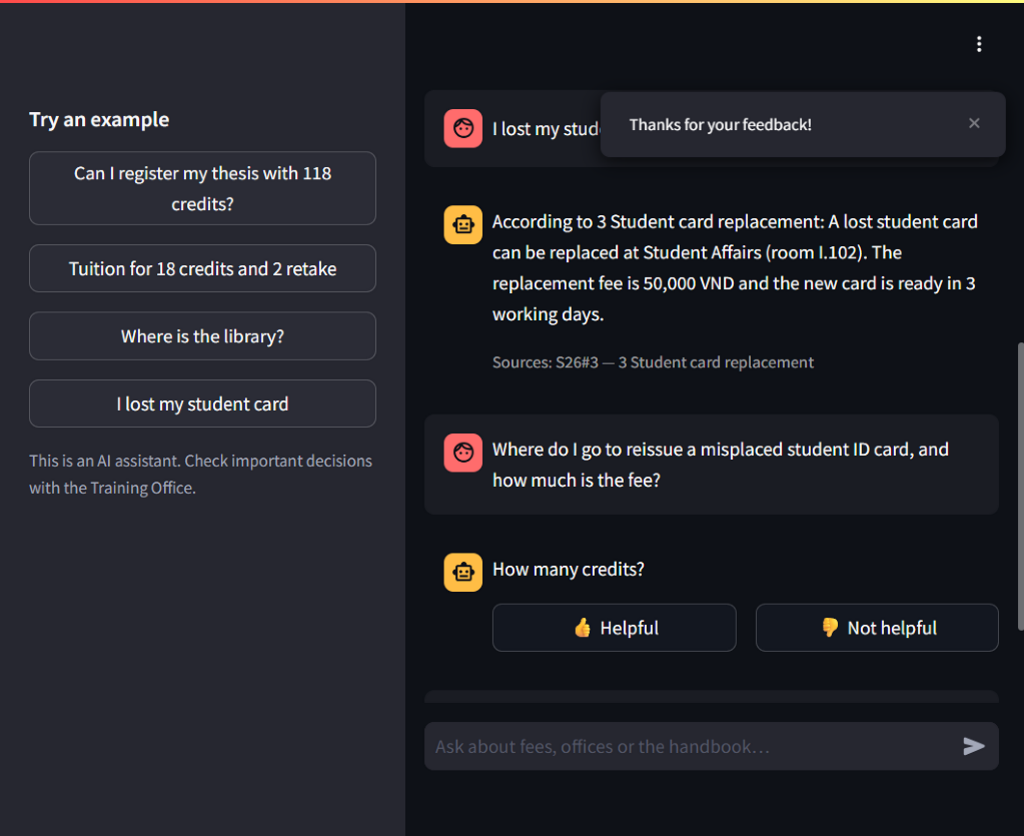 Try an example
Can I register my thesis with 118
credits?
Tuition for 18 credits and 2 retake
Where is the library?
I lost my student card
This is an AI assistant. Check important decisions
with the Training Office.
I lost my
Thanks for your feedback!
According to 3 Student card replacement: A lost student card
can be replaced at Student Affairs (room I.102). The
replacement fee is 50,000 VND and the new card is ready in 3
working days.
Sources: S26#3 — 3 Student card replacement
Where do I go to reissue a misplaced student ID card, and
how much is the fee?
How many credits?
👍 Helpful
👎 Not helpful
Ask about fees, offices or the handbook…